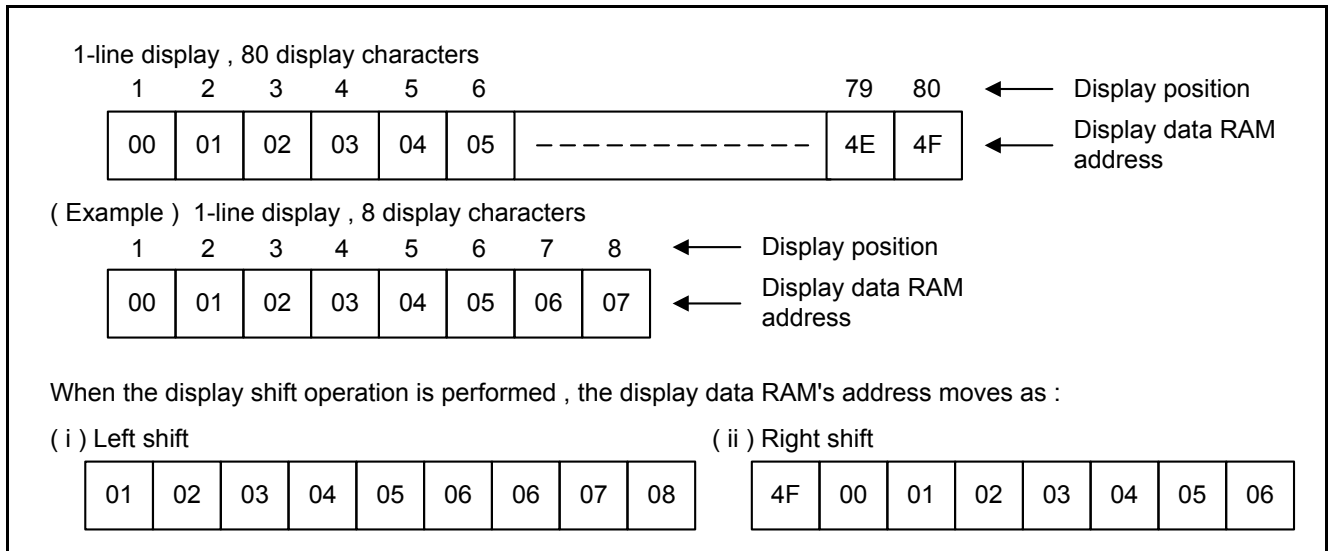 1-line display , 80 display characters
1 2 3 4 5 6 79 80 Display position
00 01 02 03 04 05 4E 4F Display data RAM address
( Example ) 1-line display , 8 display characters
1 2 3 4 5 6 7 8 Display position
00 01 02 03 04 05 06 07 Display data RAM address
When the display shift operation is performed , the display data RAM's address moves as :
( i ) Left shift ( ii ) Right shift
01 02 03 04 05 06 06 07 08 4F 00 01 02 03 04 05 06